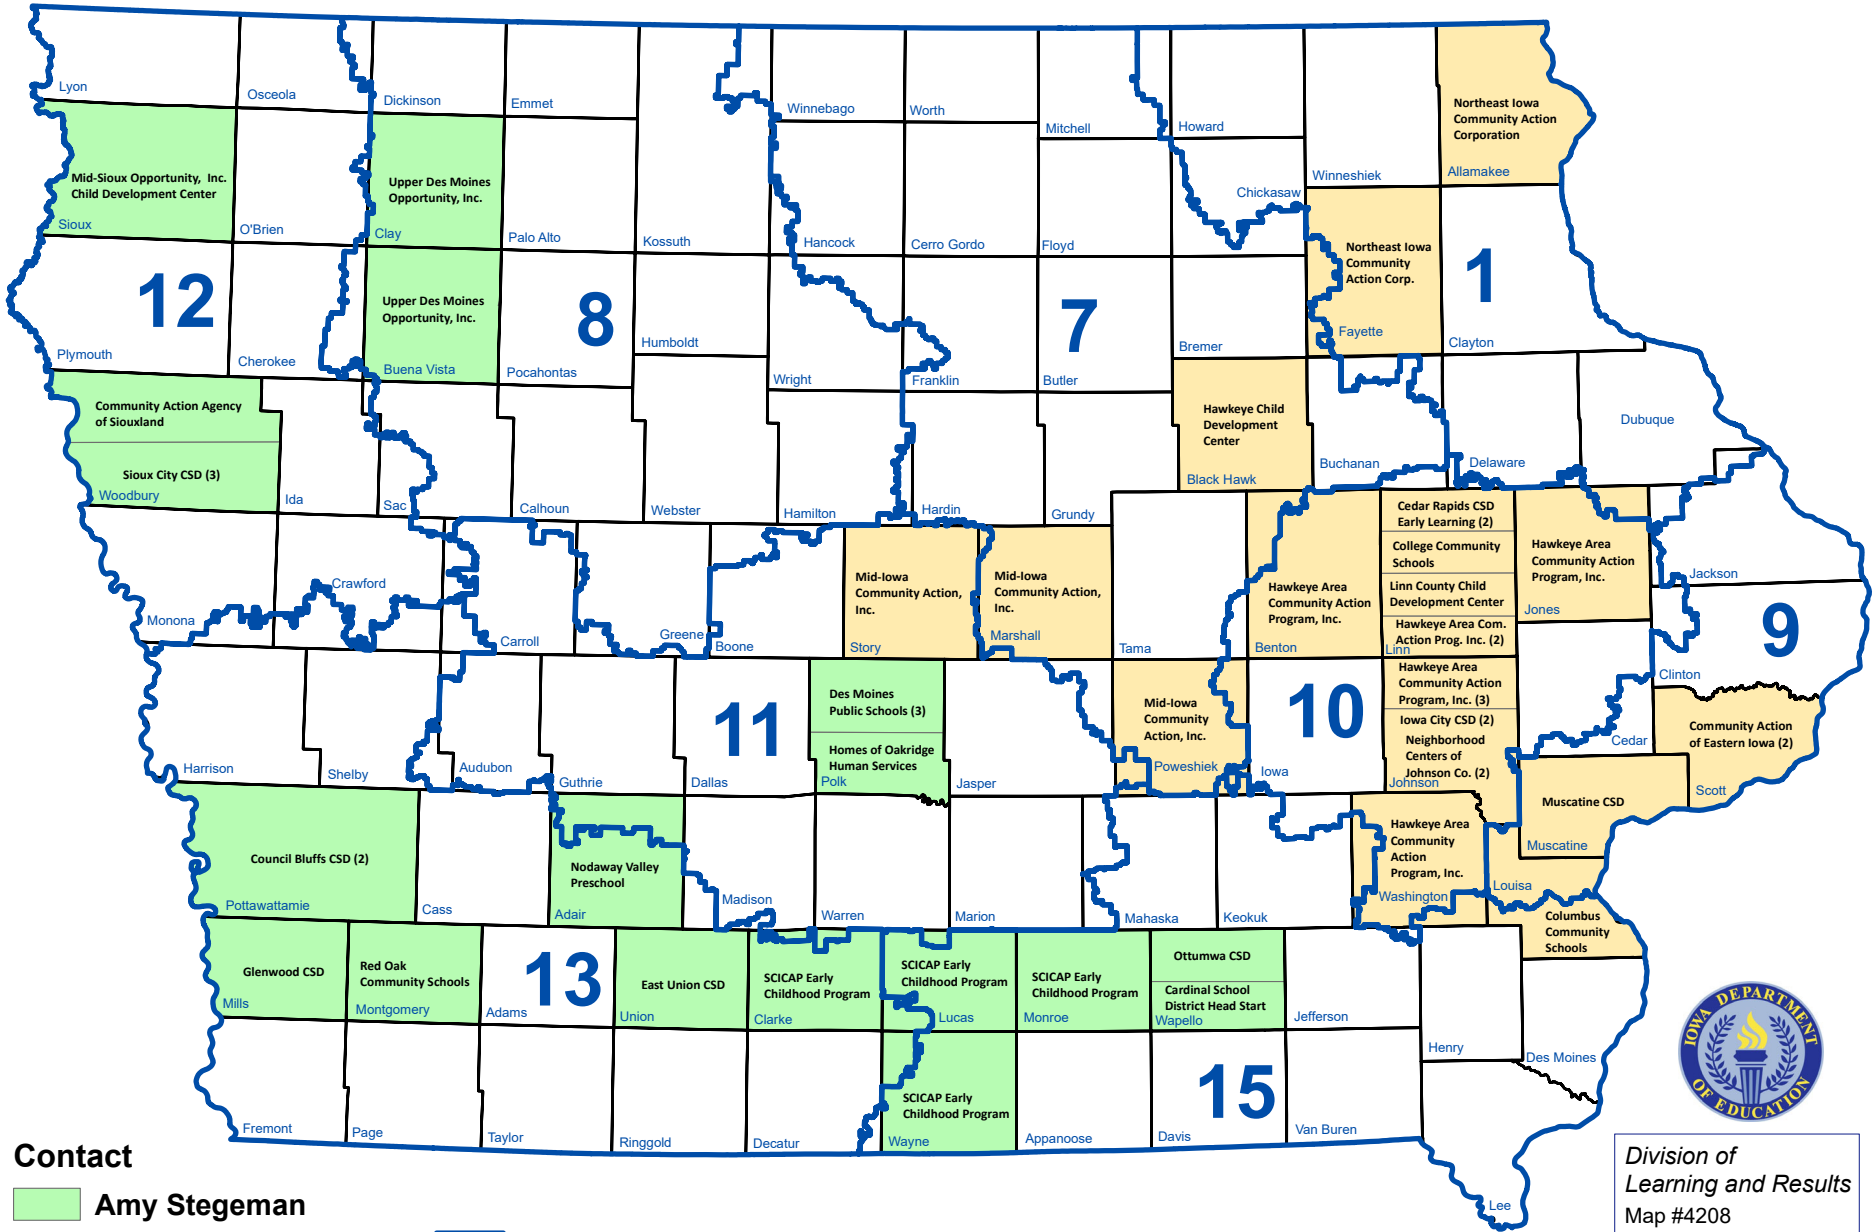 Lyon
Osceola
Dickinson
Emmet
Winnebago
Worth
Mitchell
Howard
Winneshiek
Northeast Iowa
Community Action
Corporation
Allamakee
Mid-Sioux Opportunity, Inc.
Child Development Center
Sioux
O'Brien
Upper Des Moines
Opportunity, Inc.
Clay
Palo Alto
Kossuth
Hancock
Cerro Gordo
Floyd
Chickasaw
Northeast Iowa
Community
Action Corp.
Fayette
1
Clayton
12
Plymouth
Cherokee
Upper Des Moines
Opportunity, Inc.
Buena Vista
8
Pocahontas
Humboldt
Wright
Franklin
7
Butler
Bremer
Community Action Agency
of Siouxland
Sioux City CSD (3)
Woodbury
Ida
Sac
Calhoun
Webster
Hamilton
Hardin
Grundy
Hawkeye Child
Development
Center
Black Hawk
Buchanan
Delaware
Dubuque
Monona
Crawford
Carroll
Greene
Boone
Mid-Iowa
Community Action,
Inc.
Story
Mid-Iowa
Community Action,
Inc.
Marshall
Tama
Hawkeye Area
Community Action
Program, Inc.
Benton
Cedar Rapids CSD
Early Learning (2)
College Community
Schools
Linn County Child
Development Center
Hawkeye Area Com.
Action Prog. Inc. (2)
Linn
Hawkeye Area
Community Action
Program, Inc.
Jones
Jackson
9
Clinton
Harrison
Shelby
Audubon
Guthrie
11
Dallas
Des Moines
Public Schools (3)
Homes of Oakridge
Human Services
Polk
Jasper
Mid-Iowa
Community
Action, Inc.
Poweshiek
10
Iowa
Hawkeye Area
Community Action
Program, Inc. (3)
Iowa City CSD (2)
Neighborhood
Centers of
Johnson Co. (2)
Johnson
Cedar
Community Action
of Eastern Iowa (2)
Scott
Muscatine CSD
Muscatine
Council Bluffs CSD (2)
Pottawattamie
Cass
Nodaway Valley
Preschool
Adair
Madison
Warren
Marion
Mahaska
Keokuk
Hawkeye Area
Community
Action
Program, Inc.
Washington
Louisa
Columbus
Community
Schools
Glenwood CSD
Mills
Red Oak
Community Schools
Montgomery
13
Adams
East Union CSD
Union
SCICAP Early
Childhood Program
Clarke
SCICAP Early
Childhood Program
Lucas
SCICAP Early
Childhood Program
Monroe
Ottumwa CSD
Cardinal School
District Head Start
Wapello
Jefferson
Henry
Des Moines
Fremont
Page
Taylor
Ringgold
Decatur
SCICAP Early
Childhood Program
Wayne
Appanoose
15
Davis
Van Buren
Lee
IOWA DEPARTMENT
OF EDUCATION
Contact
Amy Stegeman
Division of
Learning and Results
Map #4208